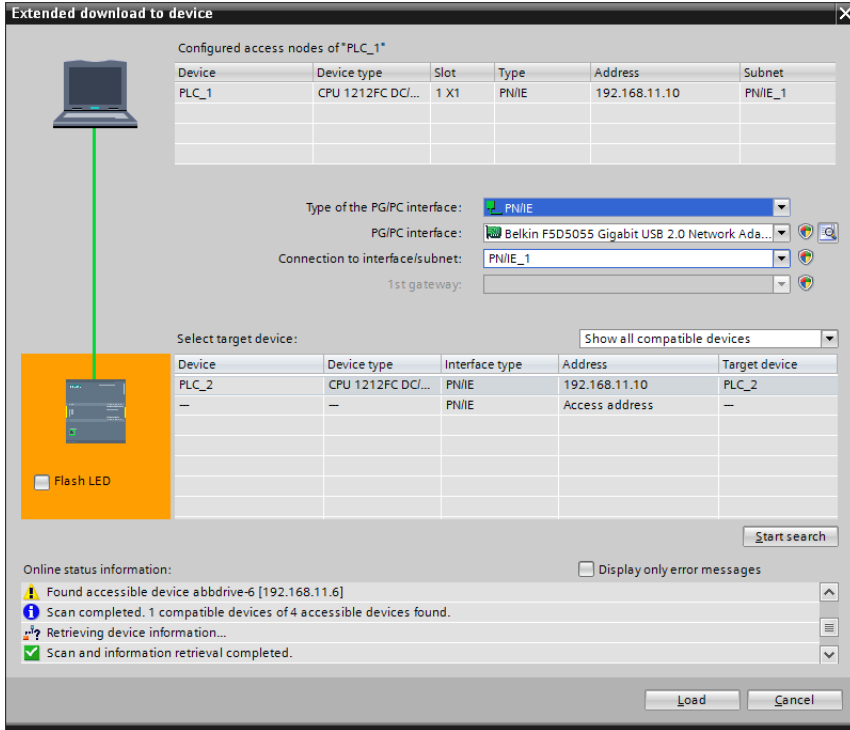 Extended download to device
Configured access nodes of "PLC_1"
Device Device type Slot Type Address Subnet
PLC_1 CPU 1212FC DC/... 1 X1 PN/IE 192.168.11.10 PN/IE_1
Type of the PG/PC interface: PN/IE
PG/PC interface: Belkin F5D5055 Gigabit USB 2.0 Network Ada...
Connection to interface/subnet: PN/IE_1
1st gateway:
Select target device: Show all compatible devices
Device Device type Interface type Address Target device
PLC_2 CPU 1212FC DC/... PN/IE 192.168.11.10 PLC_2
— — PN/IE Access address —
Flash LED
Start search
Online status information: Display only error messages
Found accessible device abbdrive-6 [192.168.11.6]
Scan completed. 1 compatible devices of 4 accessible devices found.
Retrieving device information...
Scan and information retrieval completed.
Load Cancel